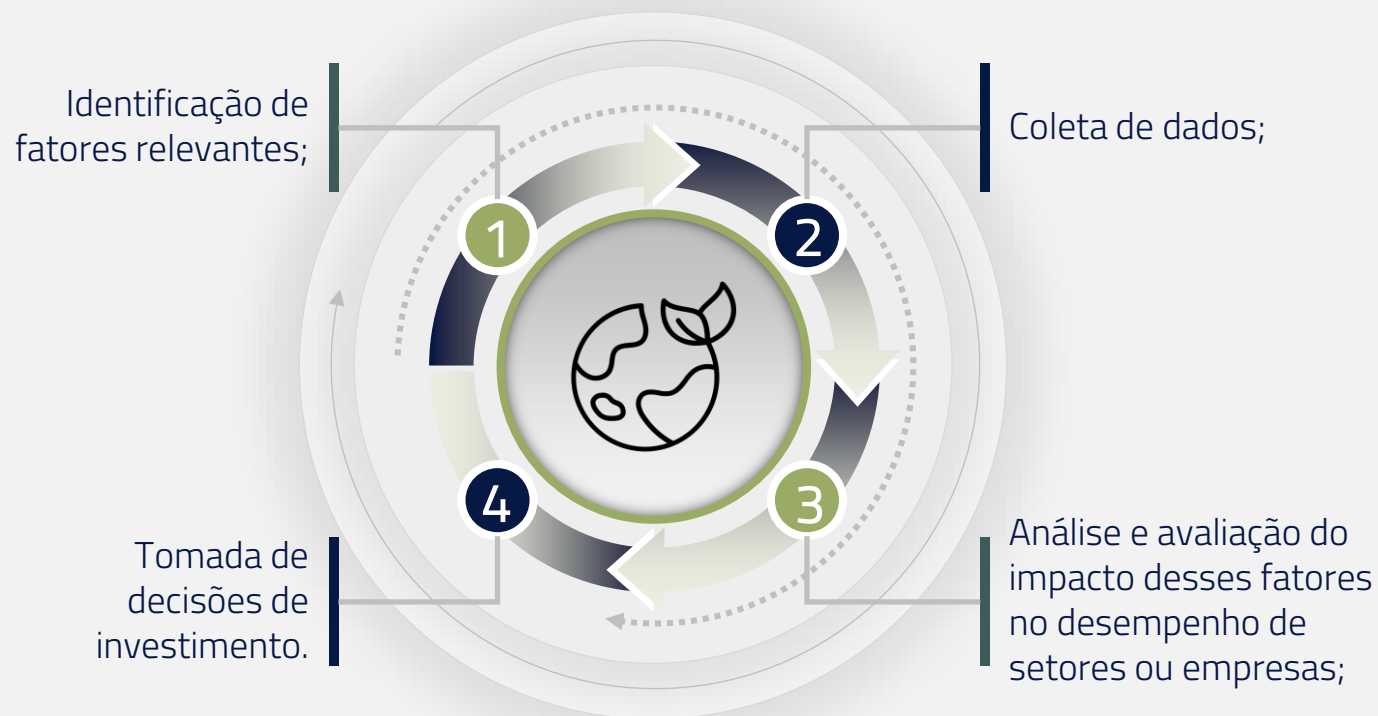 1
Identificação de
fatores relevantes;
2
Coleta de dados;
3
Análise e avaliação do
impacto desses fatores
no desempenho de
setores ou empresas;
4
Tomada de
decisões de
investimento.